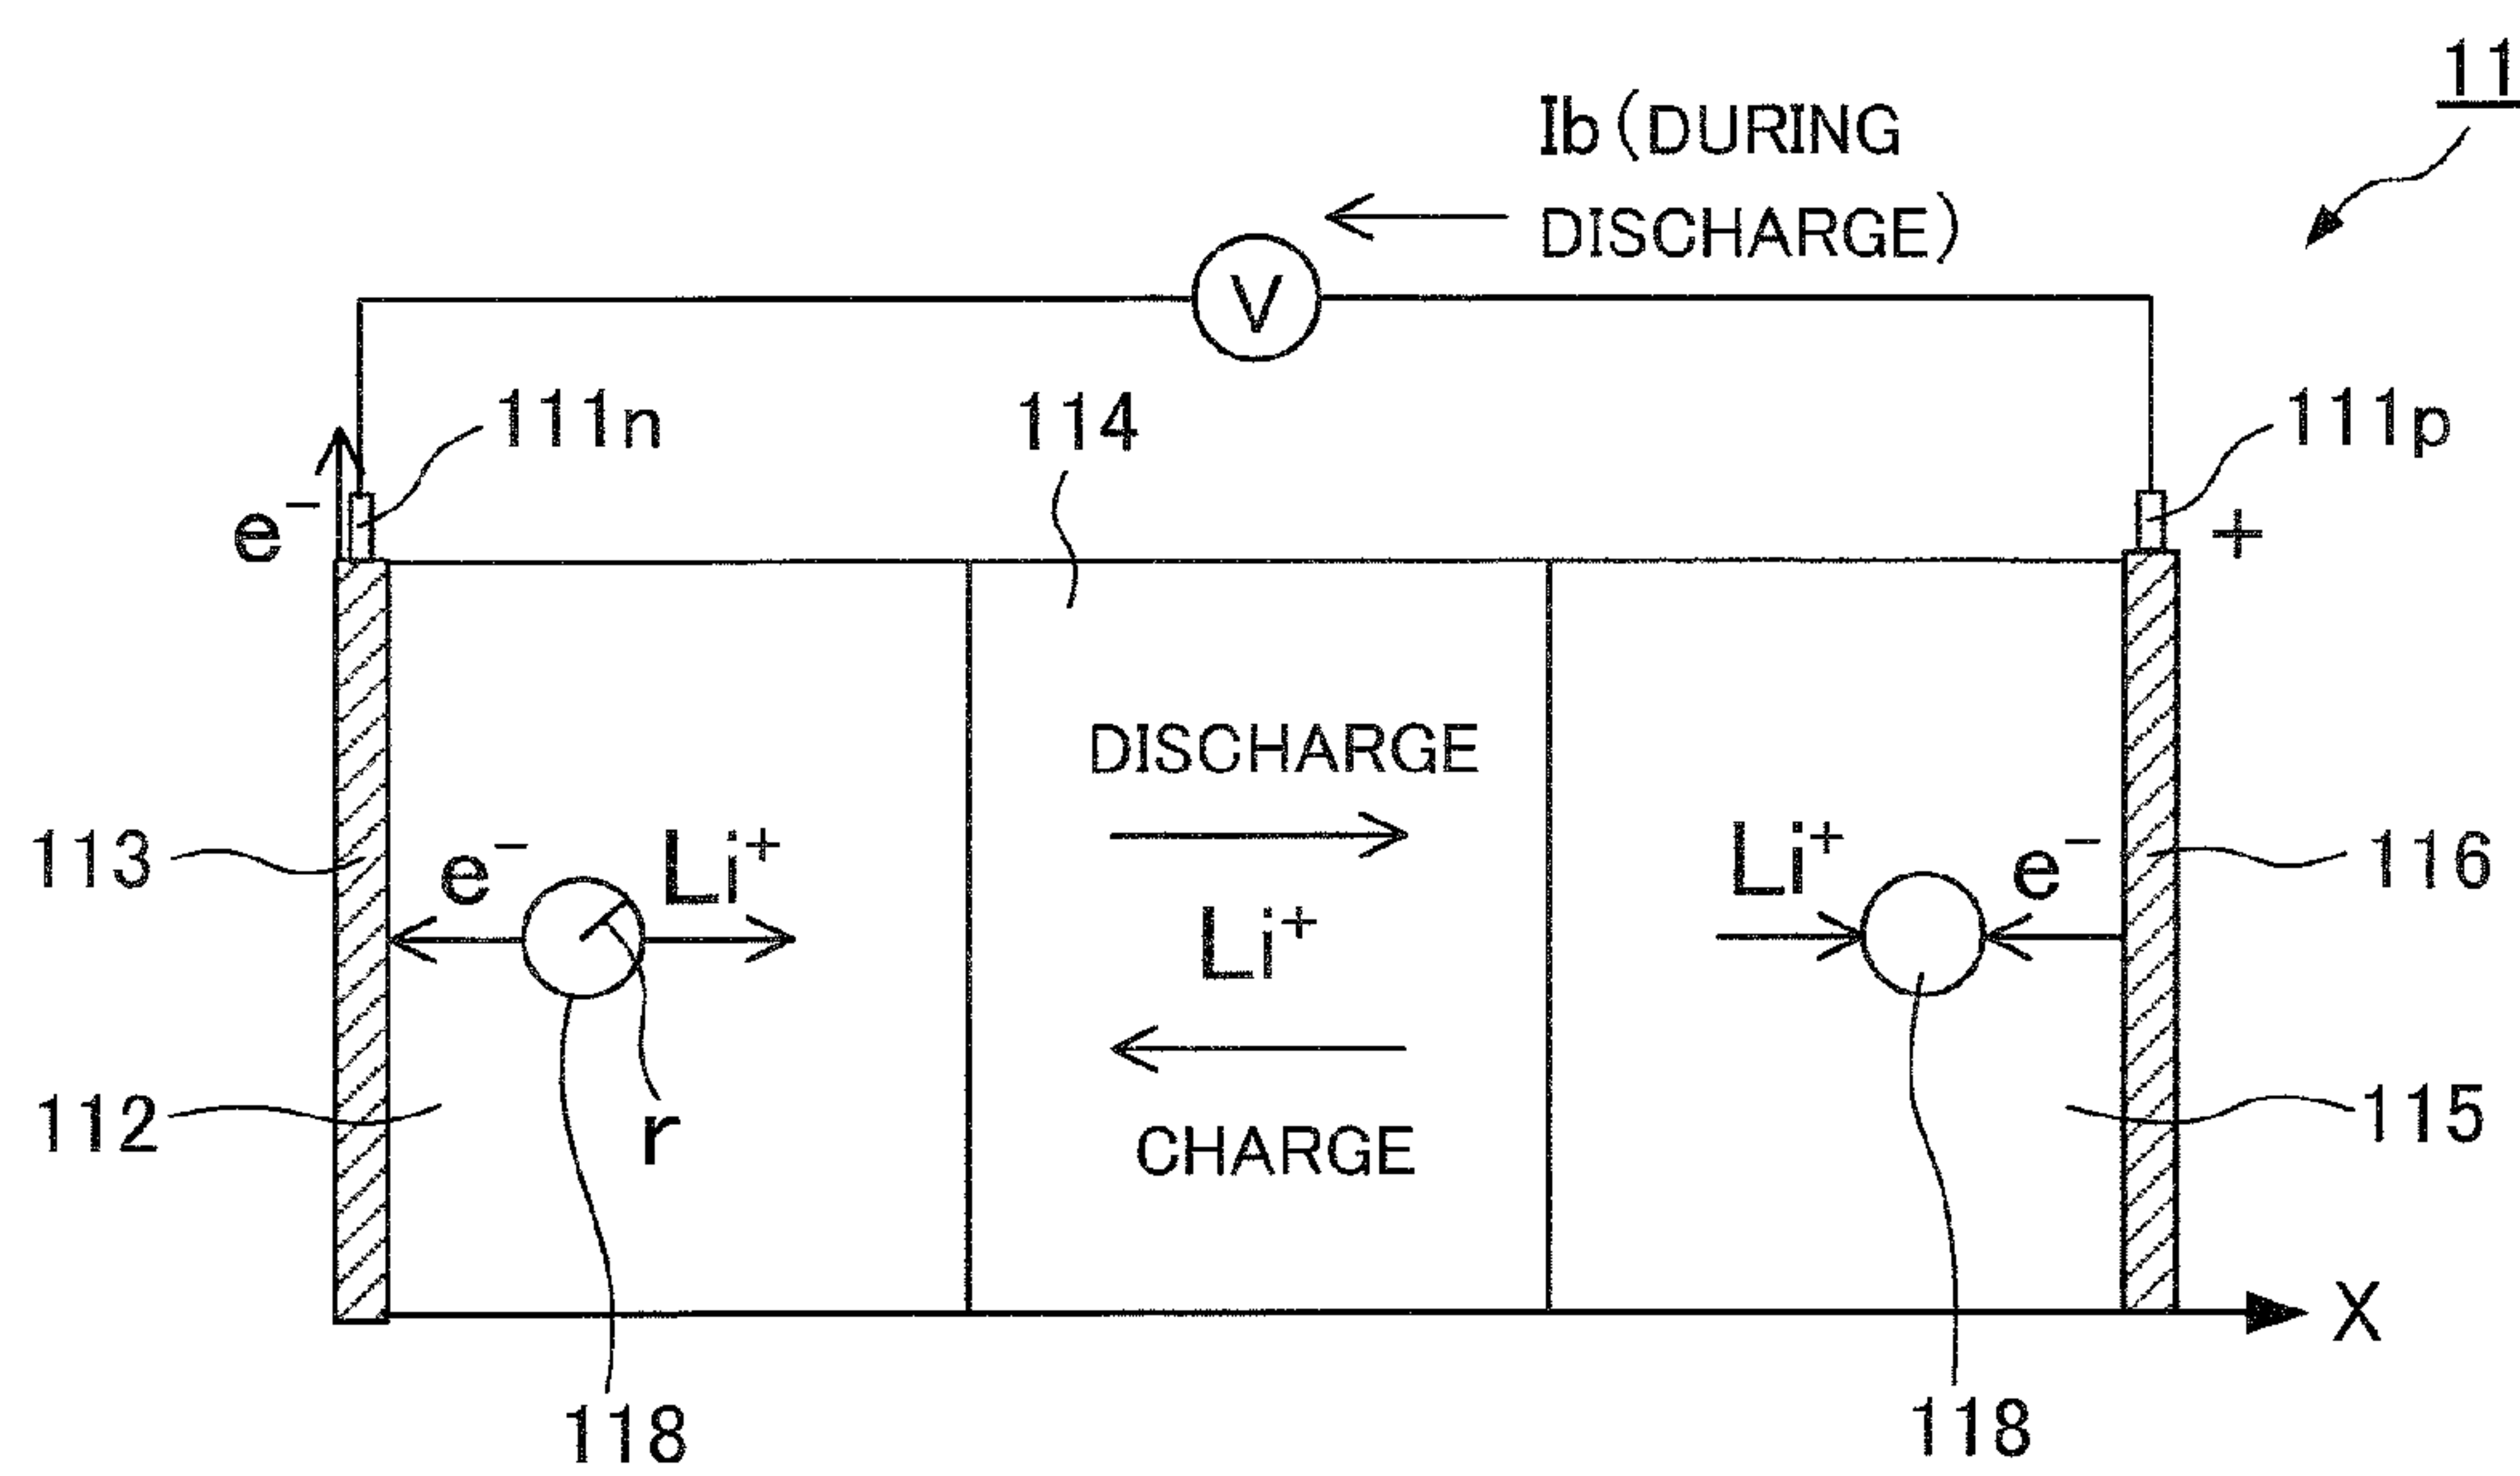 11
Ib (DURING
DISCHARGE)
V
111n
114
111p
e⁻
+
DISCHARGE
113
e⁻
Li⁺
Li⁺
Li⁺
e⁻
116
112
r
CHARGE
115
X
118
118